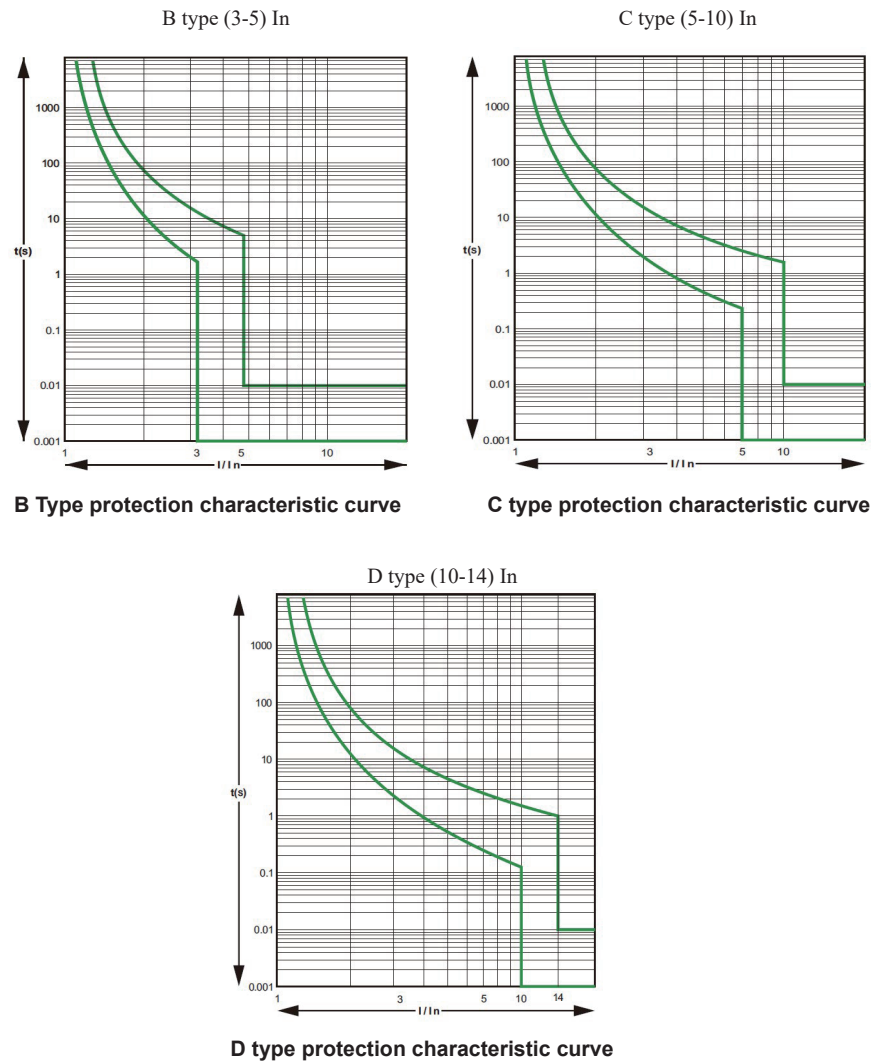 B type (3-5) In
1000
100
10
t(s)
1
0.1
0.01
0.001
1 3 5 10
I/In
B Type protection characteristic curve
C type (5-10) In
1000
100
10
t(s)
1
0.1
0.01
0.001
1 3 5 10
I/In
C type protection characteristic curve
D type (10-14) In
1000
100
10
t(s)
1
0.1
0.01
0.001
1 3 5 10 14
I/In
D type protection characteristic curve